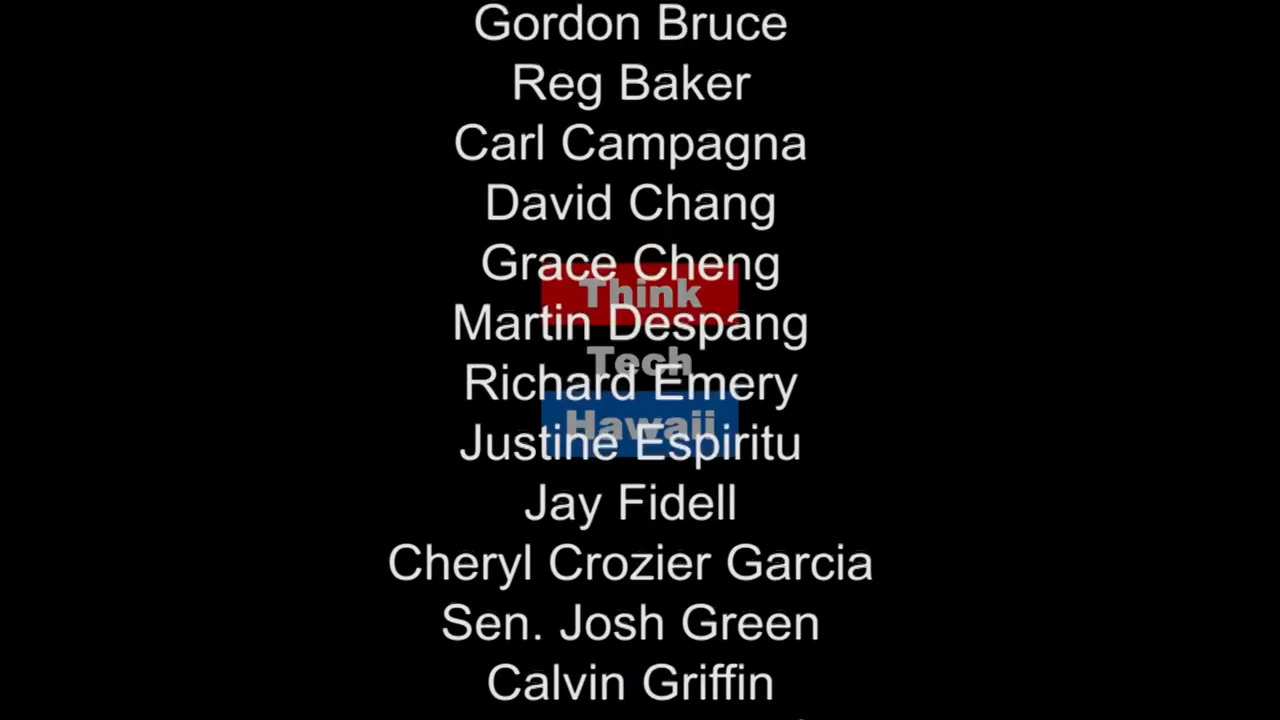 Gordon Bruce
Reg Baker
Carl Campagna
David Chang
Grace Cheng
Think
Martin Despang
Tech
Richard Emery
Hawaii
Justine Espiritu
Jay Fidell
Cheryl Crozier Garcia
Sen. Josh Green
Calvin Griffin